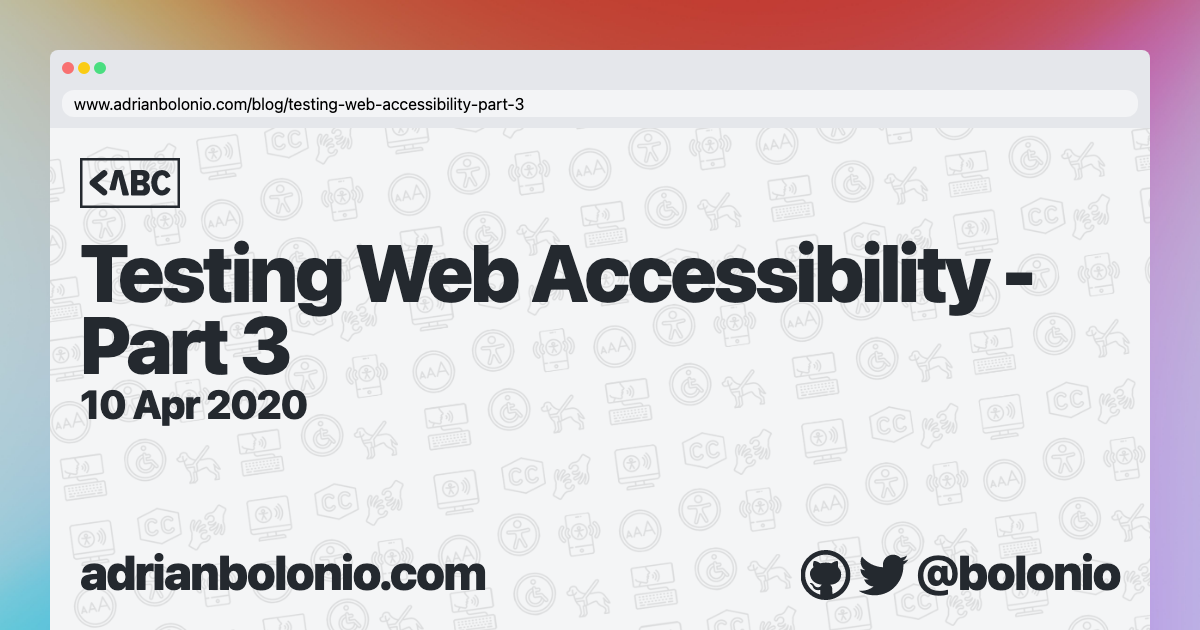 www.adrianbolonio.com/blog/testing-web-accessibility-part-3
<ΛBC
Testing Web Accessibility -
Part 3
10 Apr 2020
adrianbolonio.com
@bolonio